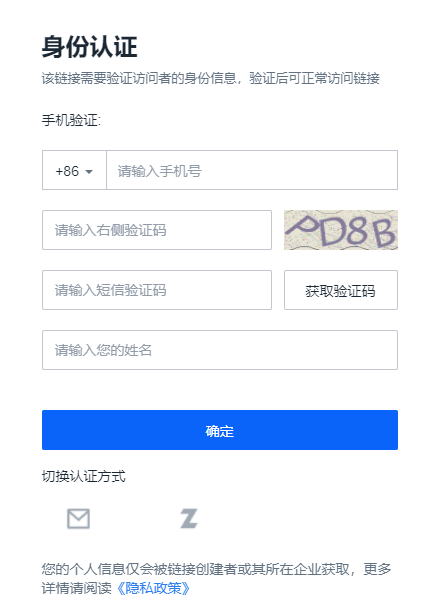 身份认证
该链接需要验证访问者的身份信息，验证后可正常访问链接
手机验证:
+86 请输入手机号
请输入右侧验证码 PD8B
请输入短信验证码 获取验证码
请输入您的姓名
确定
切换认证方式
您的个人信息仅会被链接创建者或其所在企业获取，更多
详情请阅读《隐私政策》